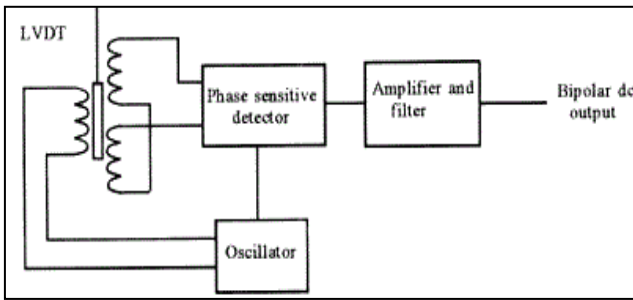 LVDT
Phase sensitive
detector
Amplifier and
filter
Bipolar dc
output
Oscillator